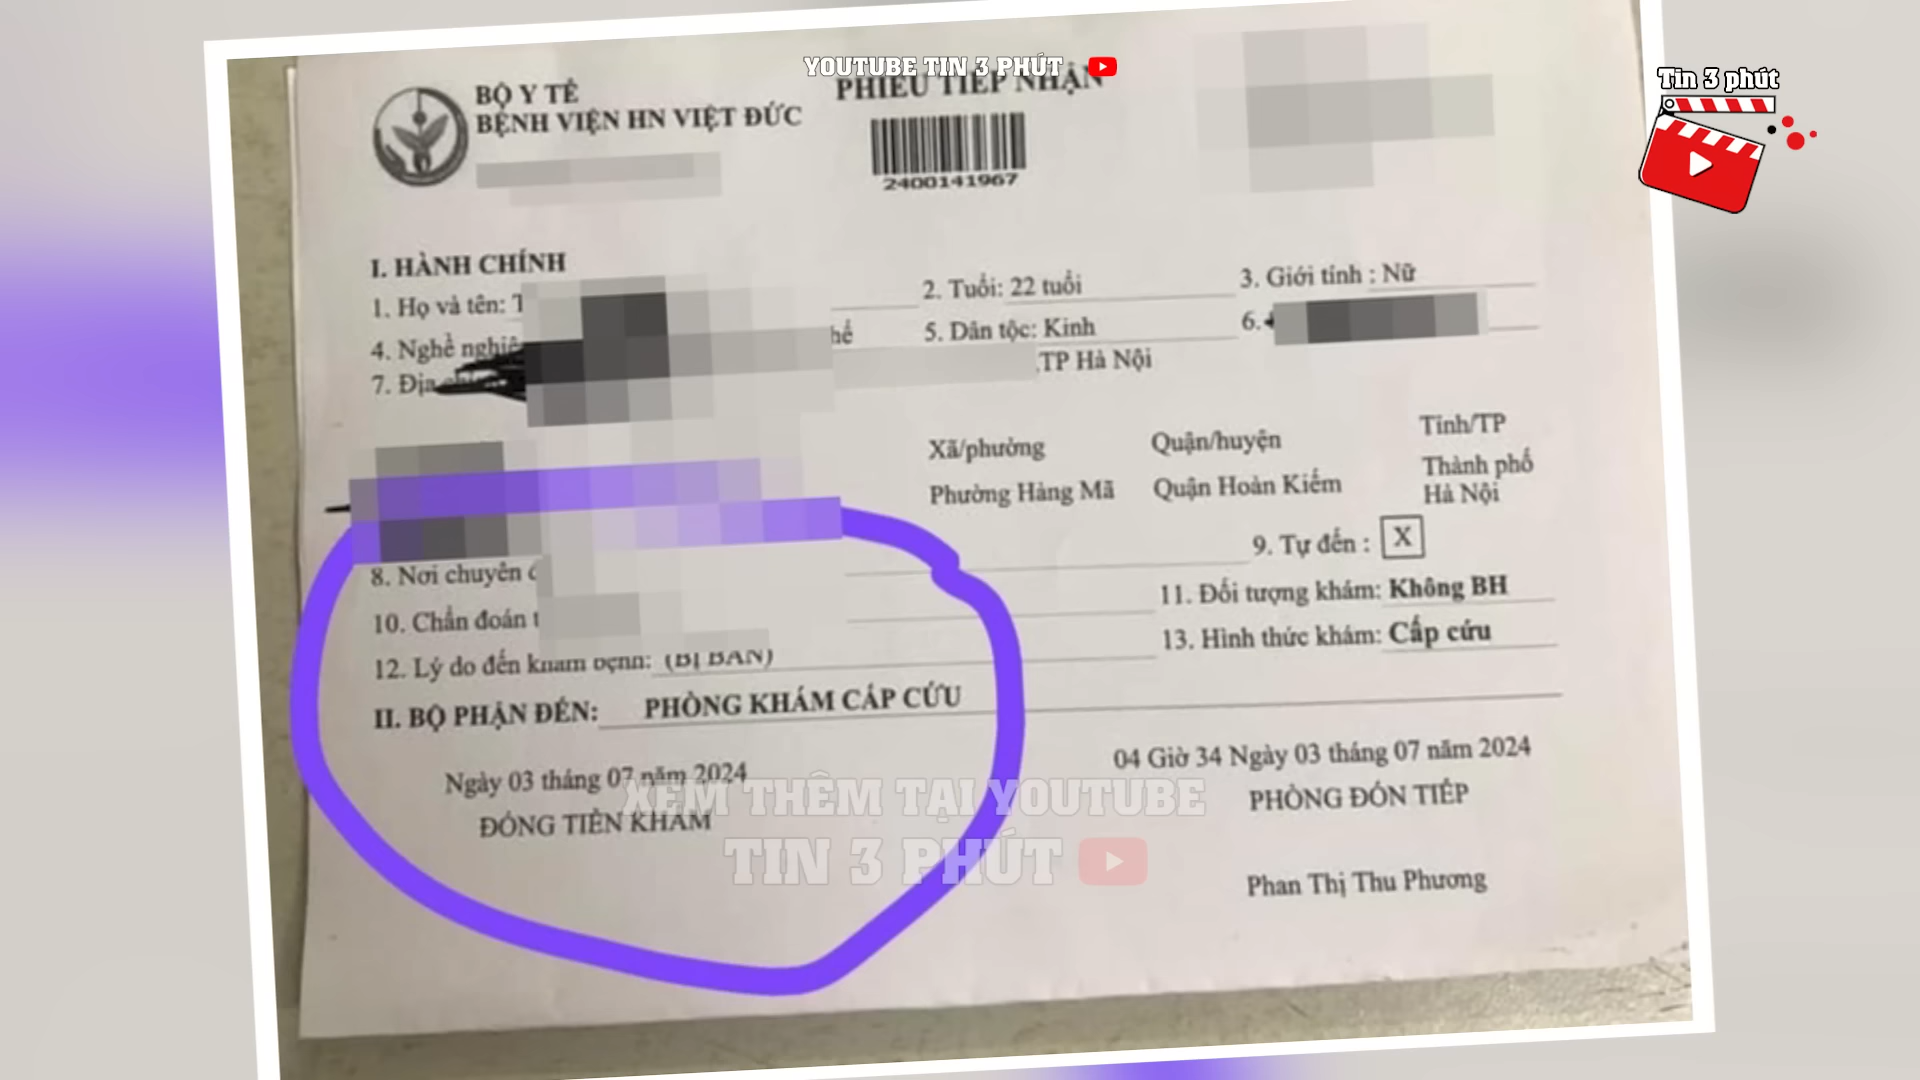 YOUTUBE TIN 3 PHÚT
Tin 3 phút
BỘ Y TẾ
BỆNH VIỆN HN VIỆT ĐỨC
PHIẾU TIẾP NHẬN
2400141967
I. HÀNH CHÍNH
1. Họ và tên: T
2. Tuổi: 22 tuổi
3. Giới tính : Nữ
4. Nghề nghiệ
5. Dân tộc: Kinh
6.
7. Địa
.TP Hà Nội
Xã/phường
Quận/huyện
Tỉnh/TP
Phường Hàng Mã
Quận Hoàn Kiếm
Thành phố
Hà Nội
8. Nơi chuyển
9. Tự đến : X
10. Chẩn đoán t
11. Đối tượng khám: Không BH
12. Lý do đến khám bệnh: (BỊ BẮN)
13. Hình thức khám: Cấp cứu
II. BỘ PHẬN ĐẾN: PHÒNG KHÁM CẤP CỨU
Ngày 03 tháng 07 năm 2024
ĐÓNG TIỀN KHÁM
04 Giờ 34 Ngày 03 tháng 07 năm 2024
PHÒNG ĐÓN TIẾP
Phan Thị Thu Phương
XEM THÊM TẠI YOUTUBE
TIN 3 PHÚT